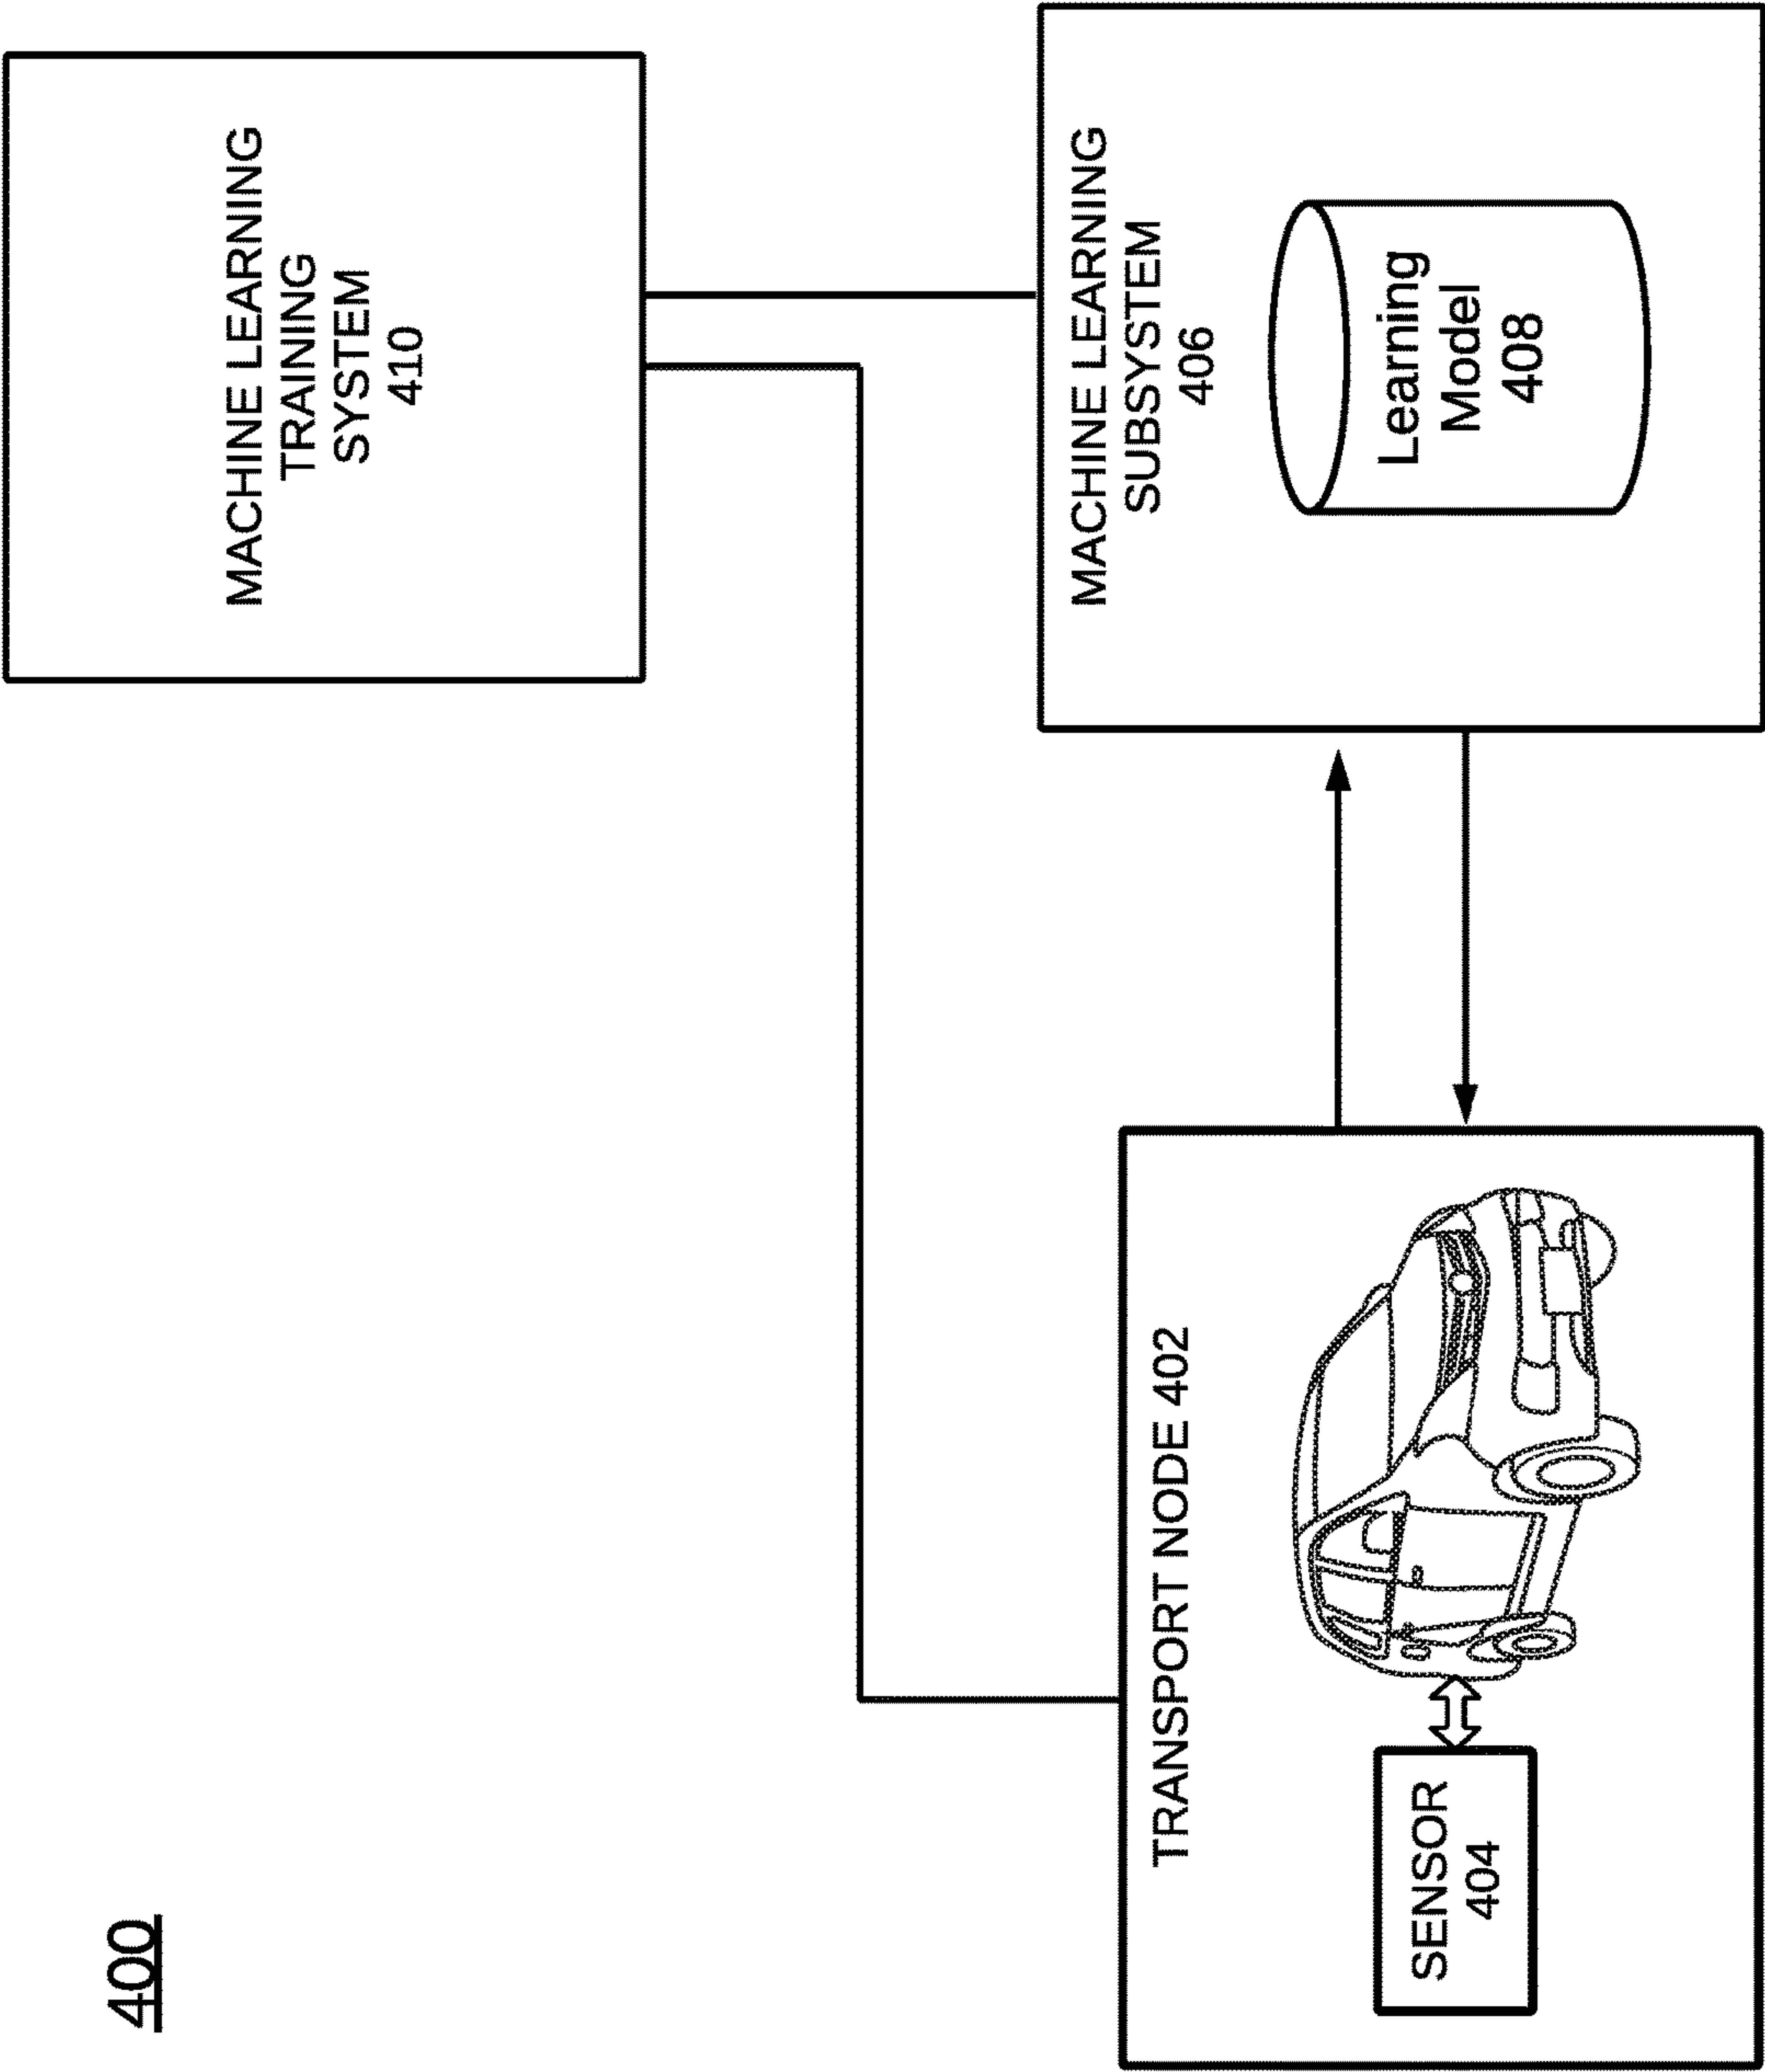 400
MACHINE LEARNING
TRAINING
SYSTEM
410
TRANSPORT NODE 402
SENSOR
404
MACHINE LEARNING
SUBSYSTEM
406
Learning
Model
408